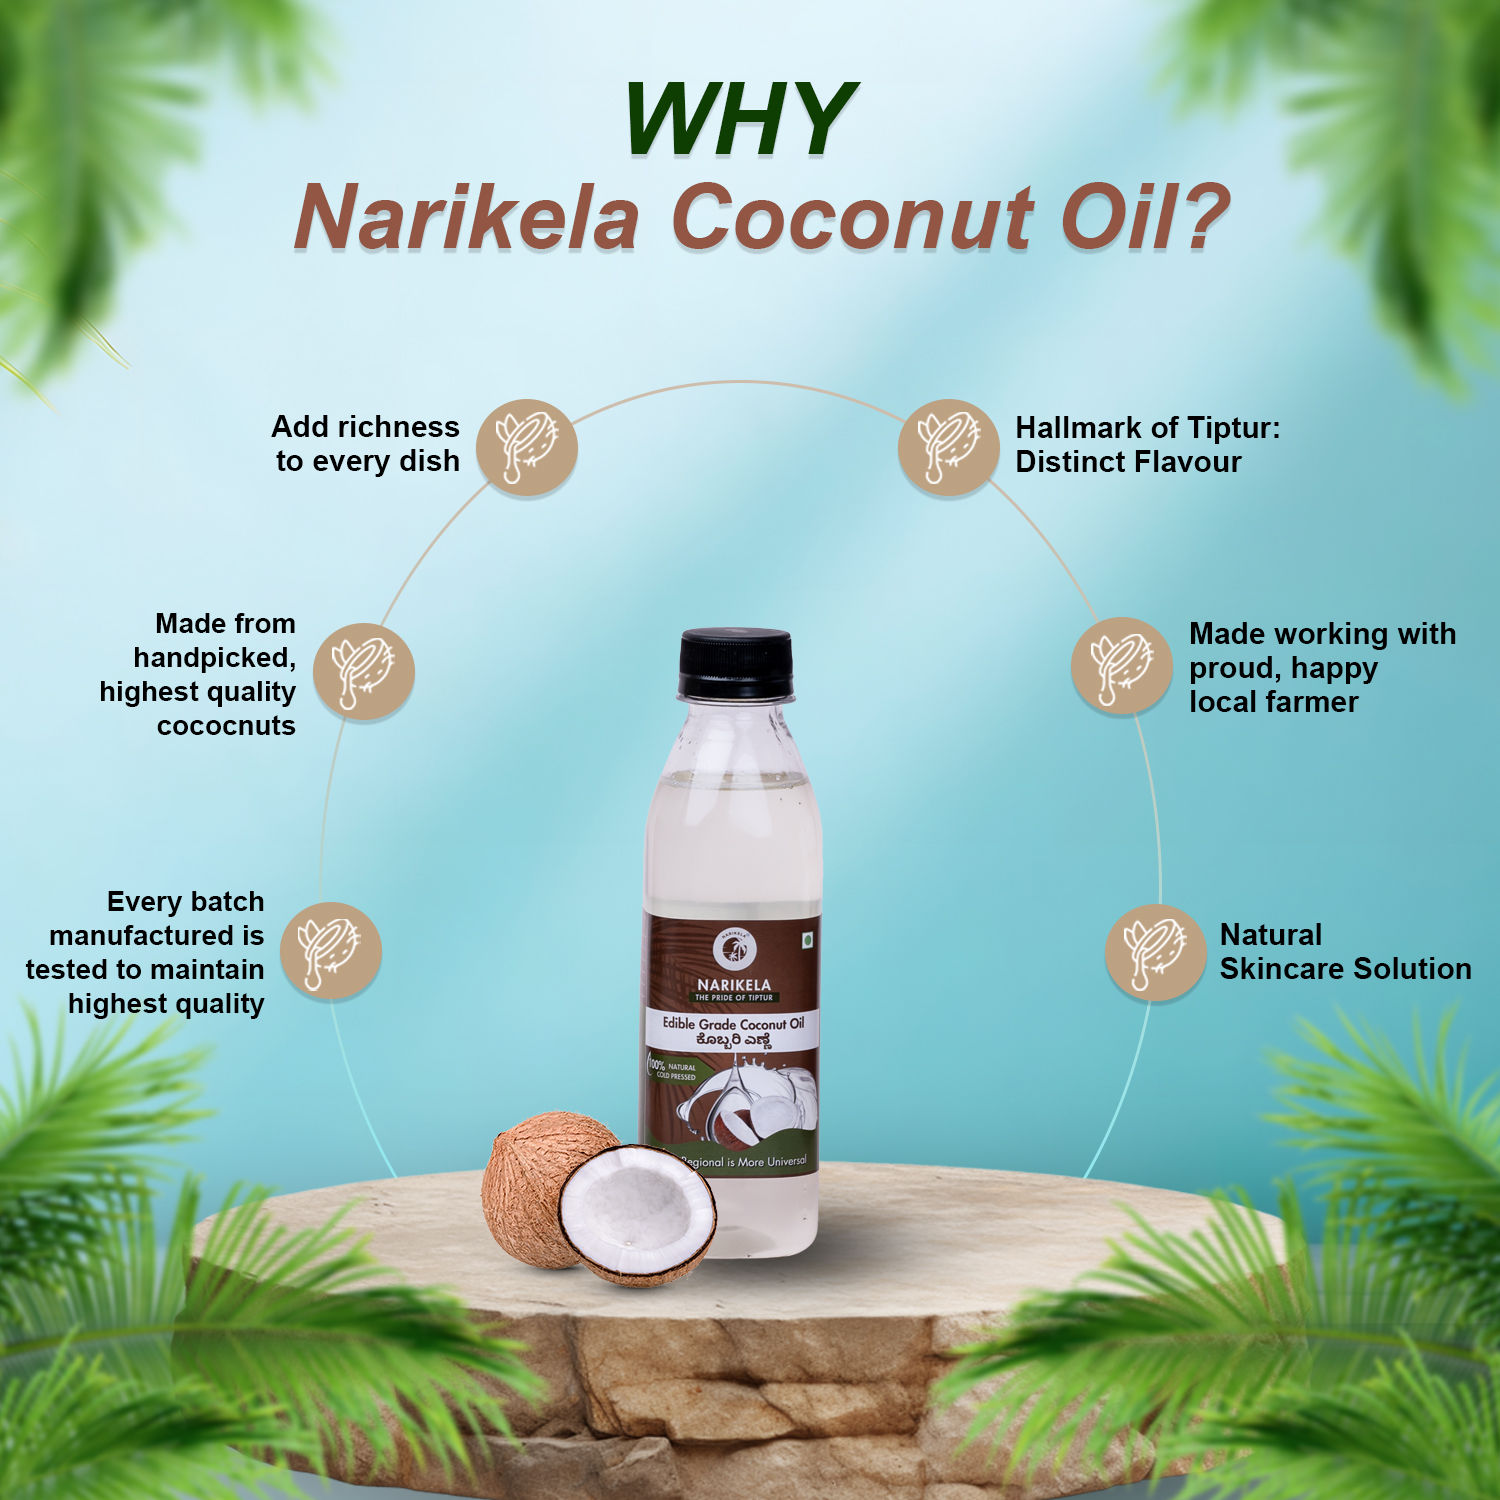 WHY
Narikela Coconut Oil?
Add richness
to every dish
Hallmark of Tiptur:
Distinct Flavour
Made from
handpicked,
highest quality
cococnuts
Made working with
proud, happy
local farmer
Every batch
manufactured is
tested to maintain
highest quality
Natural
Skincare Solution
NARIKELA
NARIKELA
THE PRIDE OF TIPTUR
Edible Grade Coconut Oil
ಕೊಬ್ಬರಿ ಎಣ್ಣೆ
100% NATURAL
COLD PRESSED
Regional is More Universal